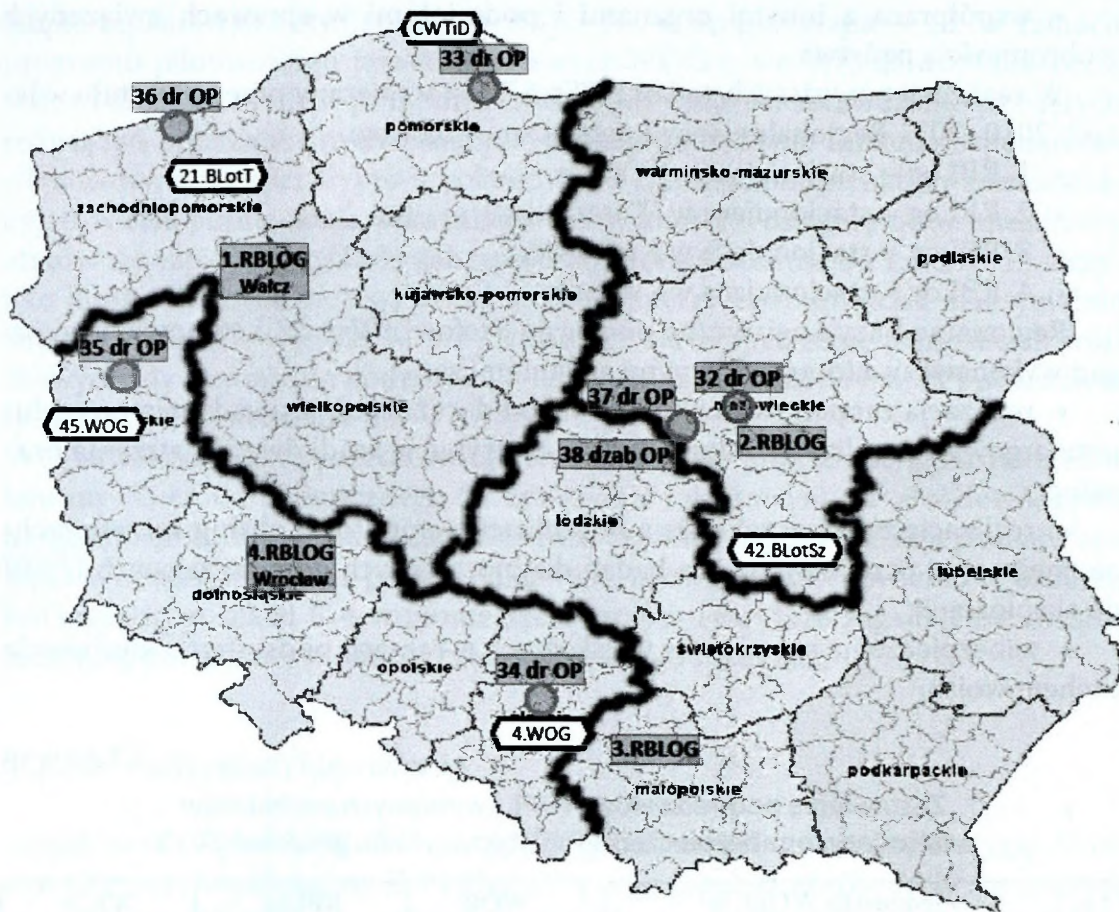 CWTiD
33 dr OP
36 dr OP
pomorskie
21.BLotT
warmińsko-mazurskie
zachodniopomorskie
podlaskie
1.RBLOG
Wałcz
kujawsko-pomorskie
35 dr OP
37 dr OP
32 dr OP
wielkopolskie
45.WOG
2.RBLOG
38 dzab OP
łódzkie
42.BLotSz
4.RBLOG
Wrocław
dolnośląskie
lubelskie
świętokrzyskie
opolskie
34 dr OP
4.WOG
3.RBLOG
podkarpackie
małopolskie